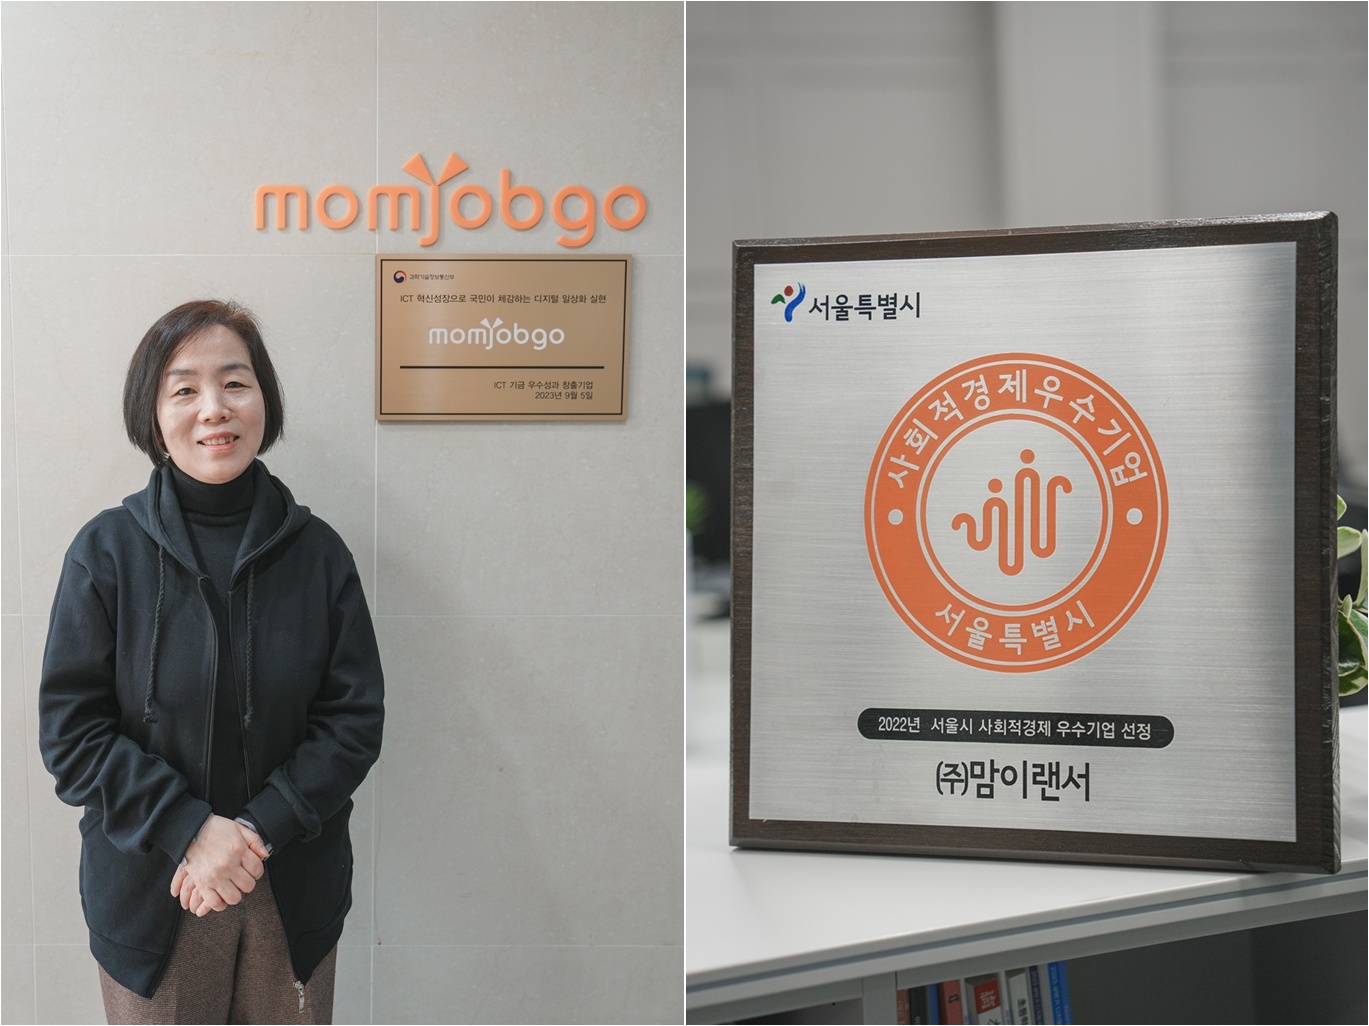 momjobgo
과학기술정보통신부
ICT 혁신성장으로 국민이 체감하는 디지털 일상화 실현
momjobgo
ICT 기금 우수성과 창출기업
2023년 9월 5일
서울특별시
사회적경제우수기업
서울특별시
2022년 서울시 사회적경제 우수기업 선정
(주)맘이랜서